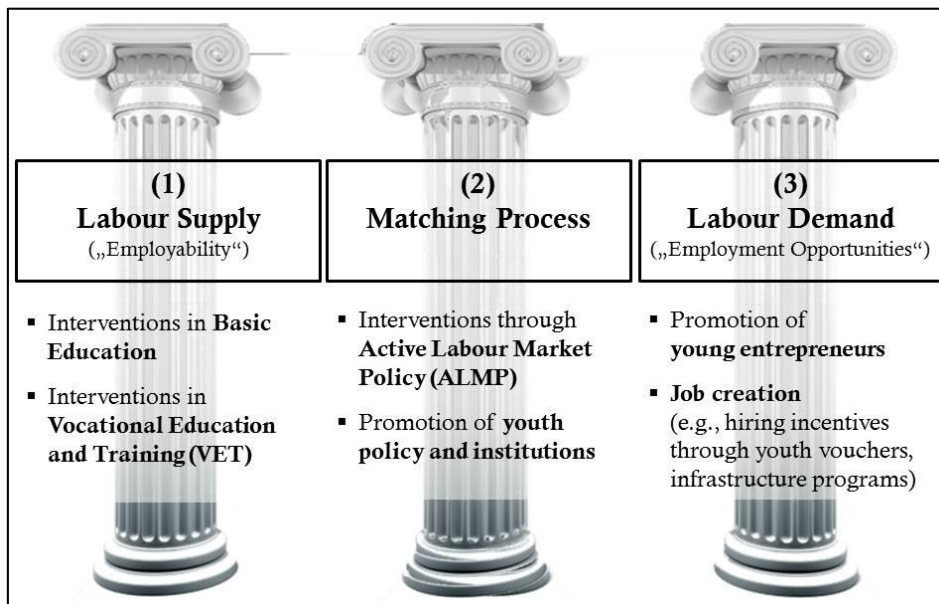 (1)
Labour Supply
(„Employability“)
▪ Interventions in Basic
Education
▪ Interventions in
Vocational Education
and Training (VET)
(2)
Matching Process
▪ Interventions through
Active Labour Market
Policy (ALMP)
▪ Promotion of youth
policy and institutions
(3)
Labour Demand
(„Employment Opportunities“)
▪ Promotion of
young entrepreneurs
▪ Job creation
(e.g., hiring incentives
through youth vouchers,
infrastructure programs)